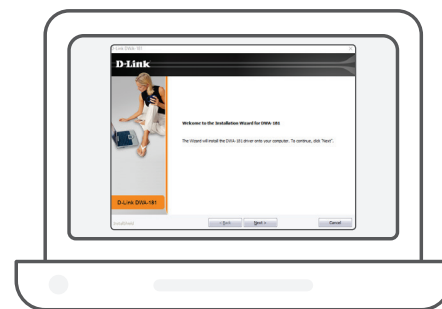 D-Link DWA-181
D-Link
Welcome to the Installation Wizard for DWA-181
The Wizard will install the DWA-181 driver onto your computer. To continue, click "Next".
D-Link DWA-181
InstallShield
< Back
Next >
Cancel